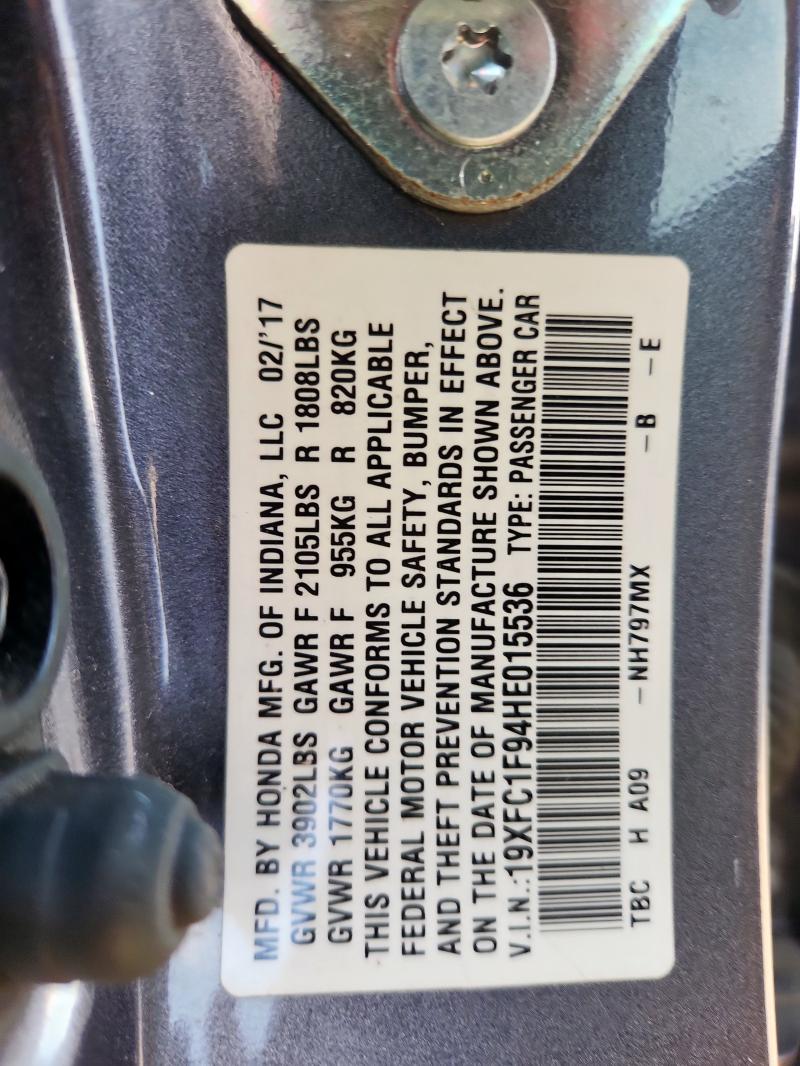 MFD. BY HONDA MFG. OF INDIANA, LLC 02/'17
GVWR 3902LBS GAWR F 2105LBS R 1808LBS
GVWR 1770KG GAWR F 955KG R 820KG
THIS VEHICLE CONFORMS TO ALL APPLICABLE
FEDERAL MOTOR VEHICLE SAFETY, BUMPER,
AND THEFT PREVENTION STANDARDS IN EFFECT
ON THE DATE OF MANUFACTURE SHOWN ABOVE.
V.I.N.:19XFC1F94HE015536 TYPE: PASSENGER CAR
TBC H A09 –NH797MX –B –E